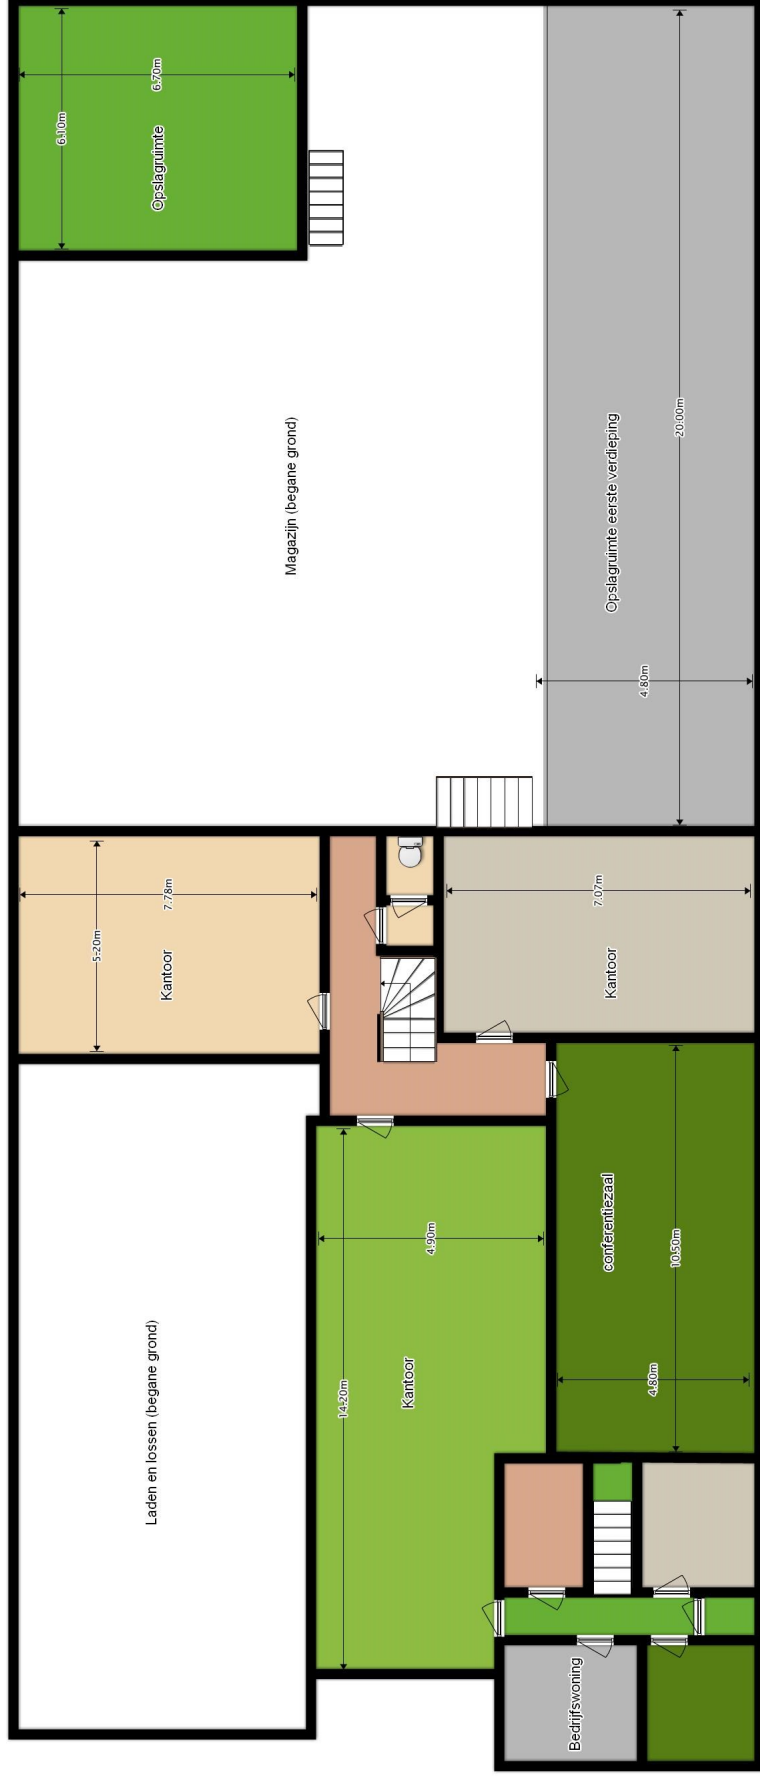 6.70m
6.10m
Opslagruimte
20.00m
Magazijn (begane grond)
Opslagruimte eerste verdieping
4.80m
7.78m
5.20m
Kantoor
7.07m
Kantoor
conferentiezaal
4.90m
10.50m
Laden en lossen (begane grond)
14.20m
Kantoor
4.80m
Bedrijfswoning